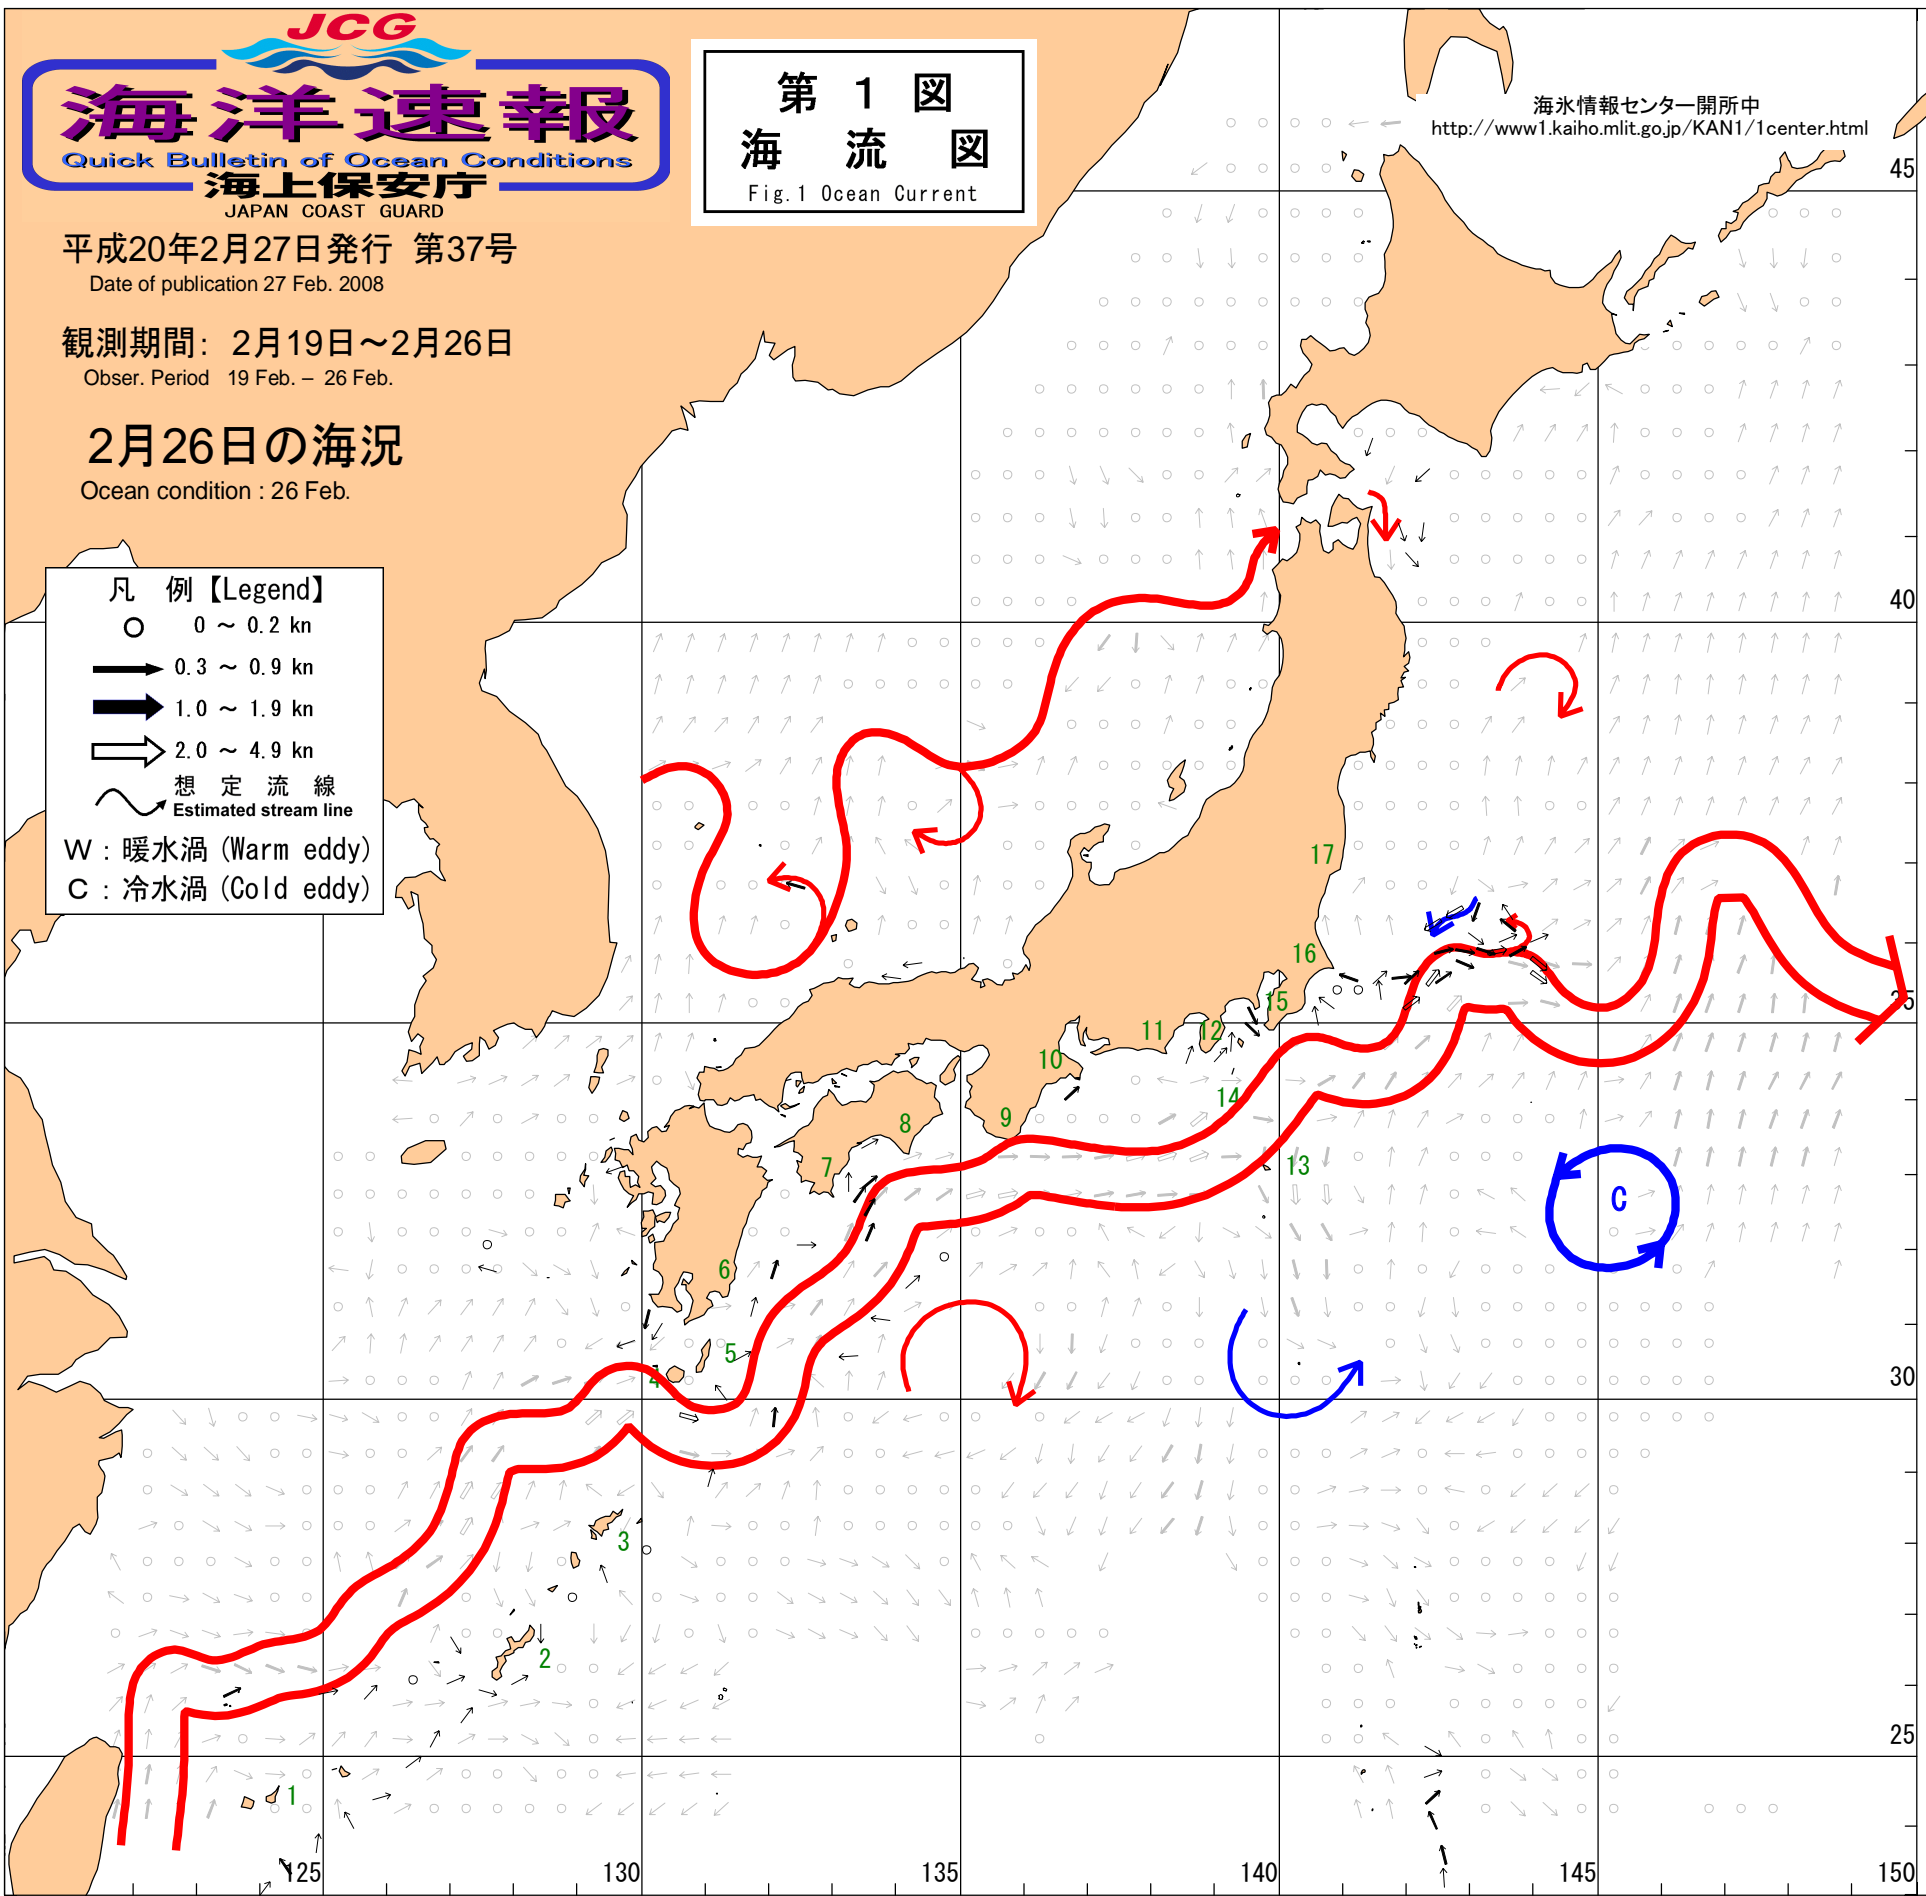 JCG
海洋速報
Quick Bulletin of Ocean Conditions
海上保安庁
JAPAN COAST GUARD
平成20年2月27日発行 第37号
Date of publication 27 Feb. 2008
観測期間: 2月19日～2月26日
Obser. Period 19 Feb. – 26 Feb.
2月26日の海況
Ocean condition : 26 Feb.
第 1 図
海 流 図
Fig.1 Ocean Current
海氷情報センター開所中
http://www1.kaiho.mlit.go.jp/KAN1/1center.html
凡 例【Legend】
0 ～ 0.2 kn
0.3 ～ 0.9 kn
1.0 ～ 1.9 kn
2.0 ～ 4.9 kn
想 定 流 線
Estimated stream line
W : 暖水渦 (Warm eddy)
C : 冷水渦 (Cold eddy)
45
40
17
16
15
35
12
11
10
14
8
9
7
13
C
6
5
4
30
3
2
25
1
125
130
135
140
145
150